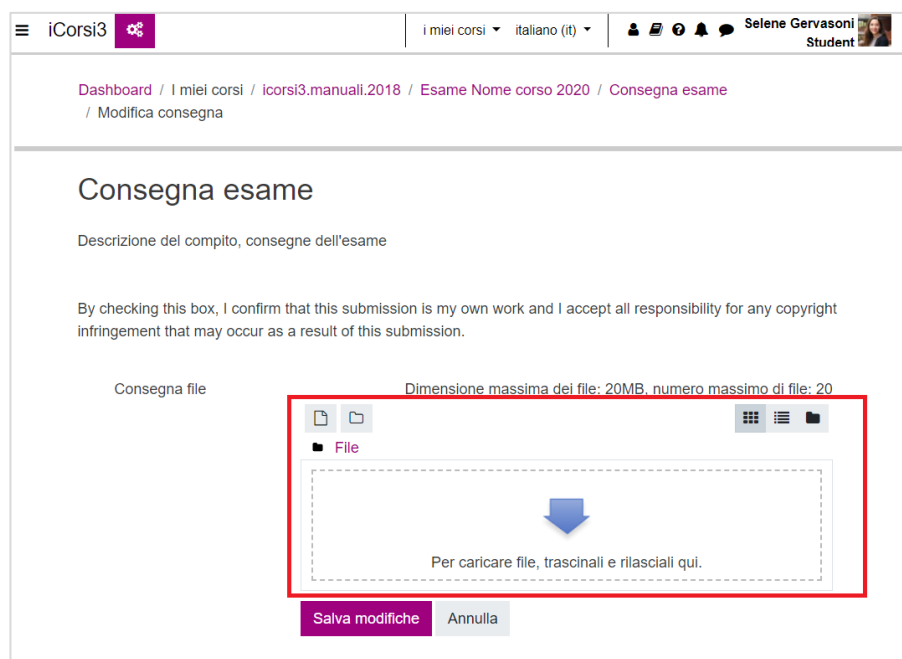 iCorsi3
i miei corsi
italiano (it)
Selene Gervasoni
Student
Dashboard / I miei corsi / icorsi3.manuali.2018 / Esame Nome corso 2020 / Consegna esame
/ Modifica consegna
Consegna esame
Descrizione del compito, consegne dell'esame
By checking this box, I confirm that this submission is my own work and I accept all responsibility for any copyright
infringement that may occur as a result of this submission.
Consegna file
Dimensione massima dei file: 20MB, numero massimo di file: 20
File
Per caricare file, trascinali e rilasciali qui.
Salva modifiche
Annulla